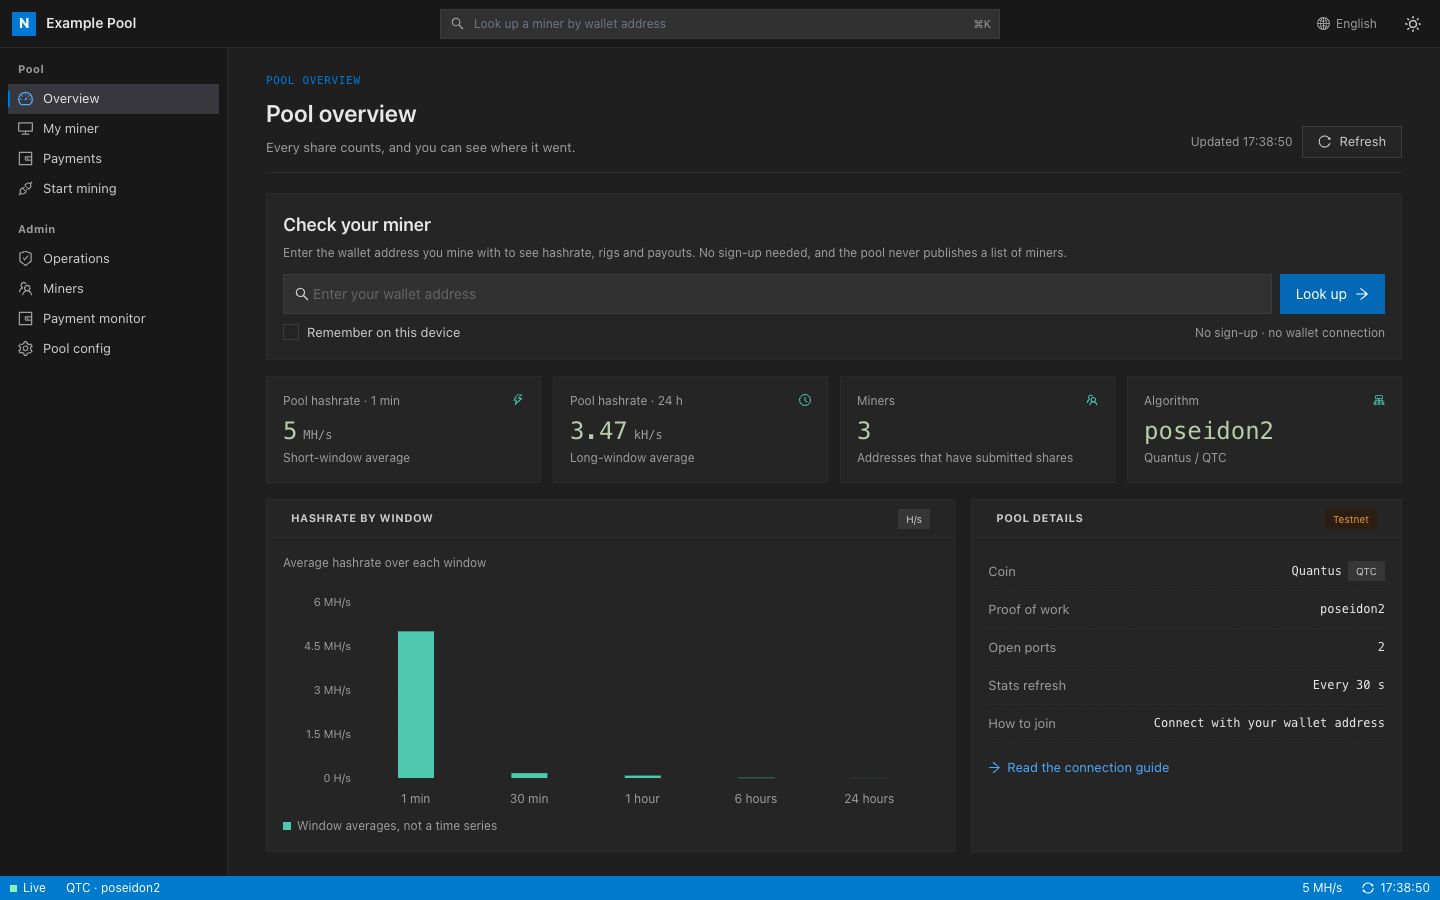 N Example Pool
Look up a miner by wallet address ⌘K
English
Pool
Overview
My miner
Payments
Start mining
Admin
Operations
Miners
Payment monitor
Pool config
POOL OVERVIEW
Pool overview
Every share counts, and you can see where it went.
Updated 17:38:50
Refresh
Check your miner
Enter the wallet address you mine with to see hashrate, rigs and payouts. No sign-up needed, and the pool never publishes a list of miners.
Enter your wallet address
Look up
Remember on this device
No sign-up · no wallet connection
Pool hashrate · 1 min
5 MH/s
Short-window average
Pool hashrate · 24 h
3.47 kH/s
Long-window average
Miners
3
Addresses that have submitted shares
Algorithm
poseidon2
Quantus / QTC
HASHRATE BY WINDOW
H/s
Average hashrate over each window
6 MH/s
4.5 MH/s
3 MH/s
1.5 MH/s
0 H/s
1 min
30 min
1 hour
6 hours
24 hours
Window averages, not a time series
POOL DETAILS
Testnet
Coin Quantus QTC
Proof of work poseidon2
Open ports 2
Stats refresh Every 30 s
How to join Connect with your wallet address
Read the connection guide
Live QTC · poseidon2
5 MH/s 17:38:50